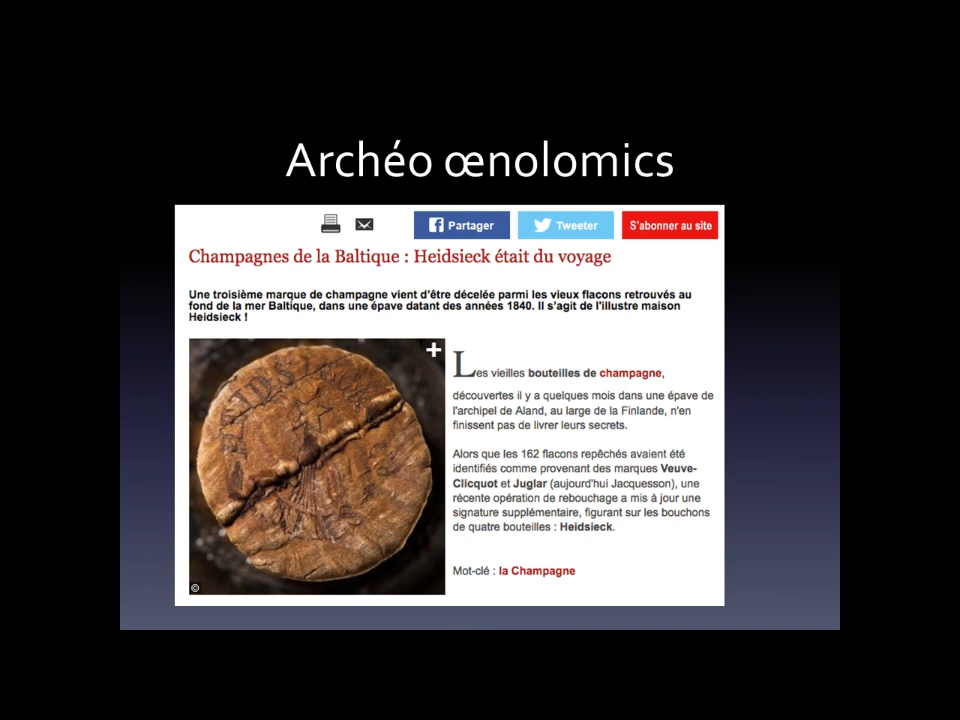 Archéo œnolomics
Partager
Tweeter
S'abonner au site
Champagnes de la Baltique : Heidsieck était du voyage
Une troisième marque de champagne vient d'être décelée parmi les vieux flacons retrouvés au
fond de la mer Baltique, dans une épave datant des années 1840. Il s'agit de l'illustre maison
Heidsieck !
Les vieilles bouteilles de champagne,
découvertes il y a quelques mois dans une épave de
l'archipel de Aland, au large de la Finlande, n'en
finissent pas de livrer leurs secrets.
Alors que les 162 flacons repêchés avaient été
identifiés comme provenant des marques Veuve-
Clicquot et Juglar (aujourd'hui Jacquesson), une
récente opération de rebouchage a mis à jour une
signature supplémentaire, figurant sur les bouchons
de quatre bouteilles : Heidsieck.
Mot-clé : la Champagne
©